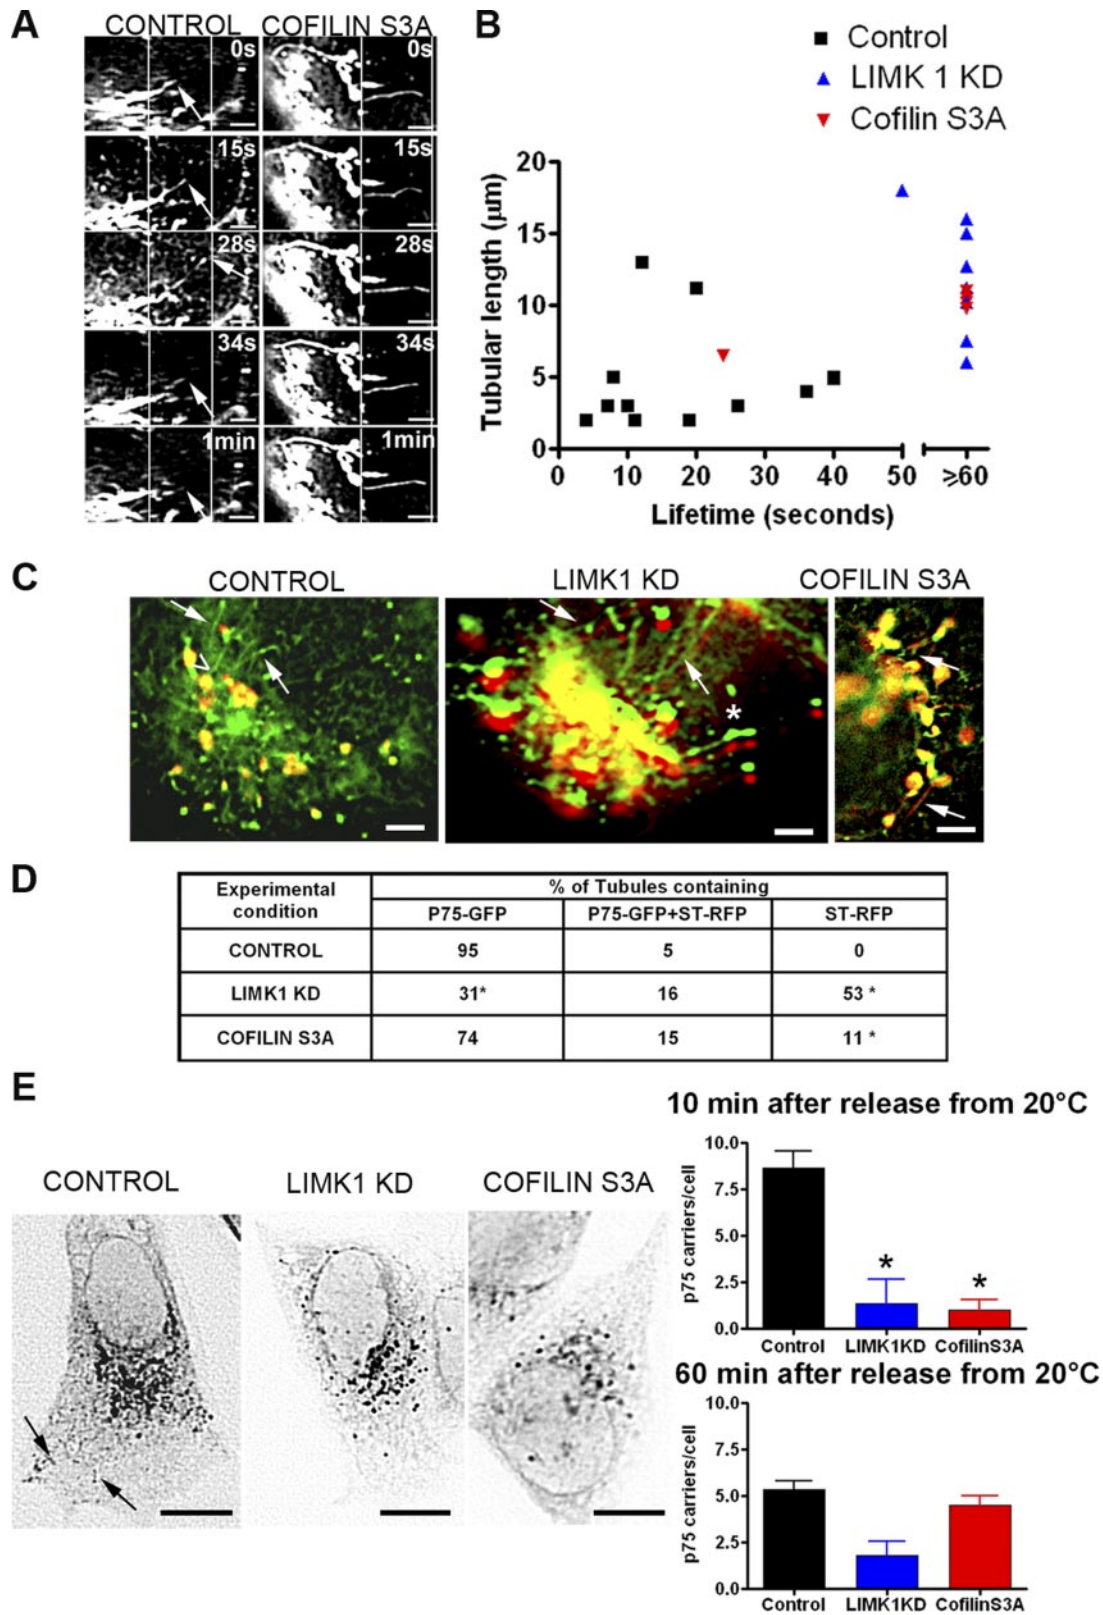 A
CONTROL
COFILIN S3A
0s
0s
15s
15s
28s
28s
34s
34s
1min
1min
B
Control
LIMK 1 KD
Cofilin S3A
Tubular length (μm)
20
15
10
5
0
0 10 20 30 40 50 ≥60
Lifetime (seconds)
C
CONTROL
LIMK1 KD
COFILIN S3A
*
D
Experimental condition
% of Tubules containing
P75-GFP P75-GFP+ST-RFP ST-RFP
CONTROL 95 5 0
LIMK1 KD 31* 16 53 *
COFILIN S3A 74 15 11 *
E
CONTROL
LIMK1 KD
COFILIN S3A
10 min after release from 20°C
p75 carriers/cell
10.0
7.5
5.0
2.5
0.0
* *
Control LIMK1KD CofilinS3A
60 min after release from 20°C
p75 carriers/cell
10.0
7.5
5.0
2.5
0.0
Control LIMK1KD CofilinS3A